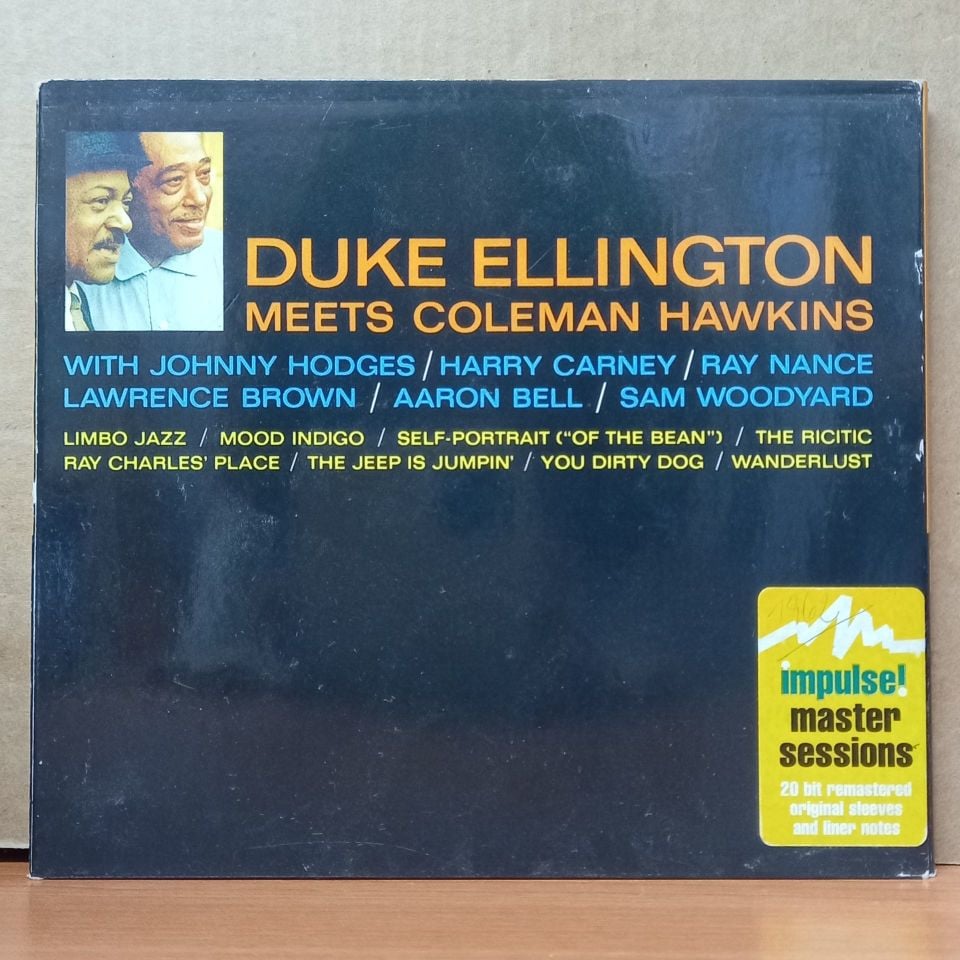 DUKE ELLINGTON
MEETS COLEMAN HAWKINS
WITH JOHNNY HODGES / HARRY CARNEY / RAY NANCE
LAWRENCE BROWN / AARON BELL / SAM WOODYARD
LIMBO JAZZ / MOOD INDIGO / SELF-PORTRAIT ("OF THE BEAN") / THE RICITIC
RAY CHARLES' PLACE / THE JEEP IS JUMPIN' / YOU DIRTY DOG / WANDERLUST
impulse!
master
sessions
20 bit remastered
original sleeves
and liner notes